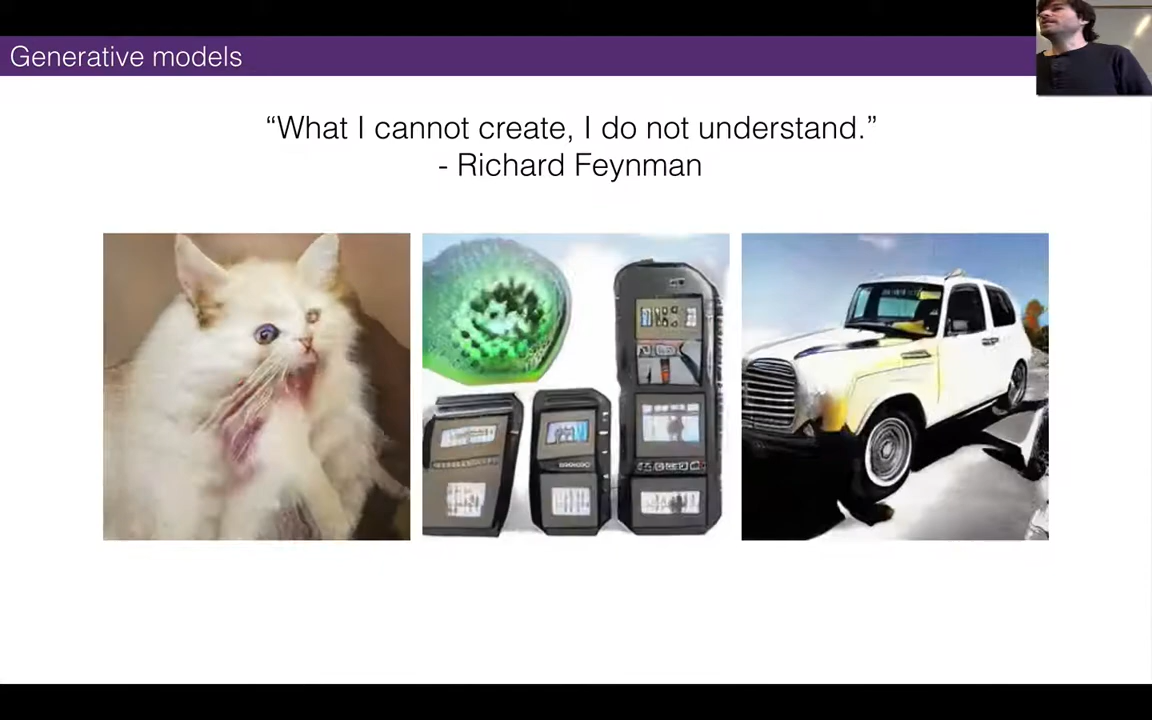 Generative models
“What I cannot create, I do not understand.”
- Richard Feynman